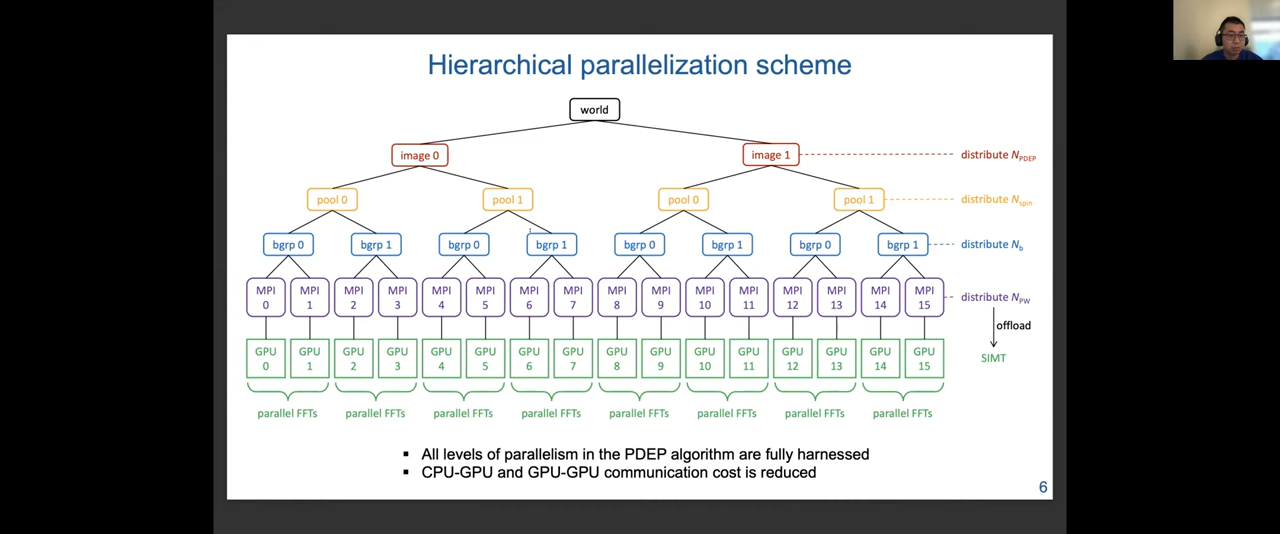 Hierarchical parallelization scheme
world
image 0 image 1 distribute NPDEP
pool 0 pool 1 pool 0 pool 1 distribute Nspin
bgrp 0 bgrp 1 bgrp 0 bgrp 1 bgrp 0 bgrp 1 bgrp 0 bgrp 1 distribute Nb
MPI MPI MPI MPI MPI MPI MPI MPI MPI MPI MPI MPI MPI MPI MPI MPI distribute NPW
0 1 2 3 4 5 6 7 8 9 10 11 12 13 14 15
offload
GPU GPU GPU GPU GPU GPU GPU GPU GPU GPU GPU GPU GPU GPU GPU GPU SIMT
0 1 2 3 4 5 6 7 8 9 10 11 12 13 14 15
parallel FFTs parallel FFTs parallel FFTs parallel FFTs parallel FFTs parallel FFTs parallel FFTs parallel FFTs
▪ All levels of parallelism in the PDEP algorithm are fully harnessed
▪ CPU-GPU and GPU-GPU communication cost is reduced
6